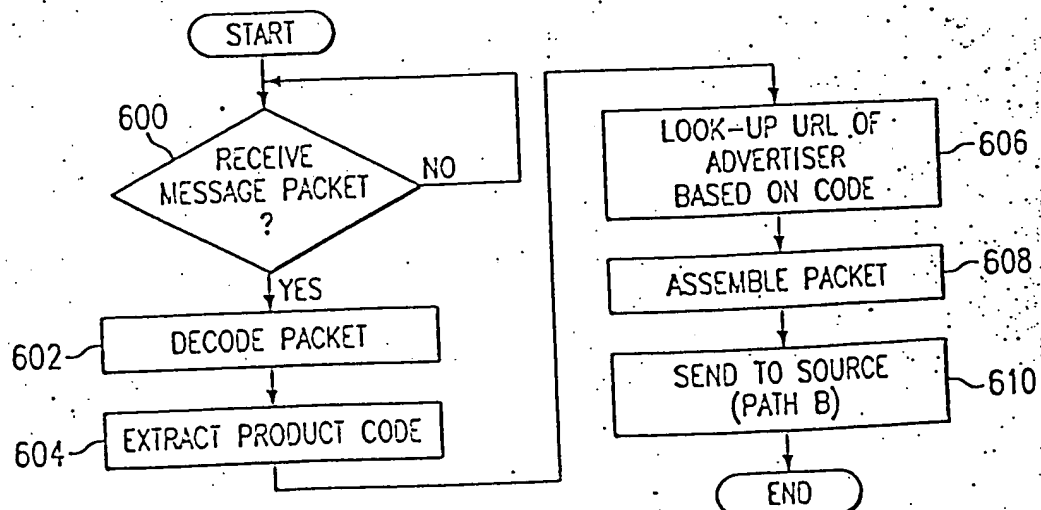 START
600
RECEIVE
MESSAGE PACKET
?
NO
YES
602
DECODE PACKET
604
EXTRACT PRODUCT CODE
LOOK-UP URL OF
ADVERTISER
BASED ON CODE
606
ASSEMBLE PACKET
608
SEND TO SOURCE
(PATH B)
610
END